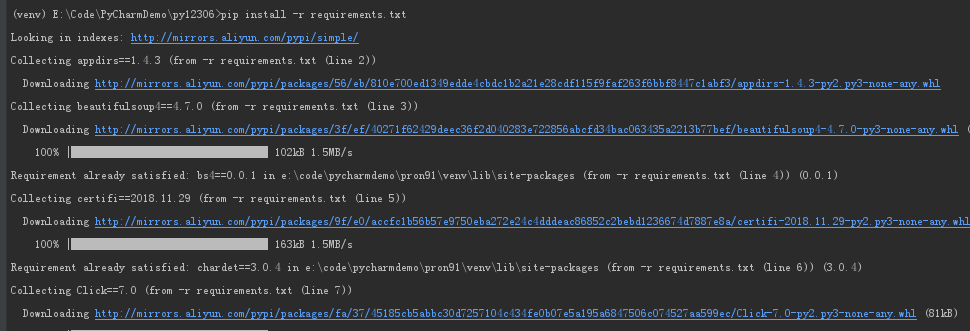 (venv) E:\Code\PyCharmDemo\py12306>pip install -r requirements.txt
Looking in indexes: http://mirrors.aliyun.com/pypi/simple/
Collecting appdirs==1.4.3 (from -r requirements.txt (line 2))
Downloading http://mirrors.aliyun.com/pypi/packages/56/eb/810e700ed1349edde4cbdc1b2a21e28cdf115f9faf263f6bbf8447c1abf3/appdirs-1.4.3-py2.py3-none-any.whl
Collecting beautifulsoup4==4.7.0 (from -r requirements.txt (line 3))
Downloading http://mirrors.aliyun.com/pypi/packages/3f/ef/40271f62429deec36f2d040283e722856abcfd34bac063435a2213b77bef/beautifulsoup4-4.7.0-py3-none-any.whl (
100% | 102kB 1.5MB/s
Requirement already satisfied: bs4==0.0.1 in e:\code\pycharmdemo\pron91\venv\lib\site-packages (from -r requirements.txt (line 4)) (0.0.1)
Collecting certifi==2018.11.29 (from -r requirements.txt (line 5))
Downloading http://mirrors.aliyun.com/pypi/packages/9f/e0/accfc1b56b57e9750eba272e24c4dddeac86852c2bebd1236674d7887e8a/certifi-2018.11.29-py2.py3-none-any.whl
100% | 163kB 1.5MB/s
Requirement already satisfied: chardet==3.0.4 in e:\code\pycharmdemo\pron91\venv\lib\site-packages (from -r requirements.txt (line 6)) (3.0.4)
Collecting Click==7.0 (from -r requirements.txt (line 7))
Downloading http://mirrors.aliyun.com/pypi/packages/fa/37/45185cb5abbc30d7257104c434fe0b07e5a195a6847506c074527aa599ec/Click-7.0-py2.py3-none-any.whl (81kB)